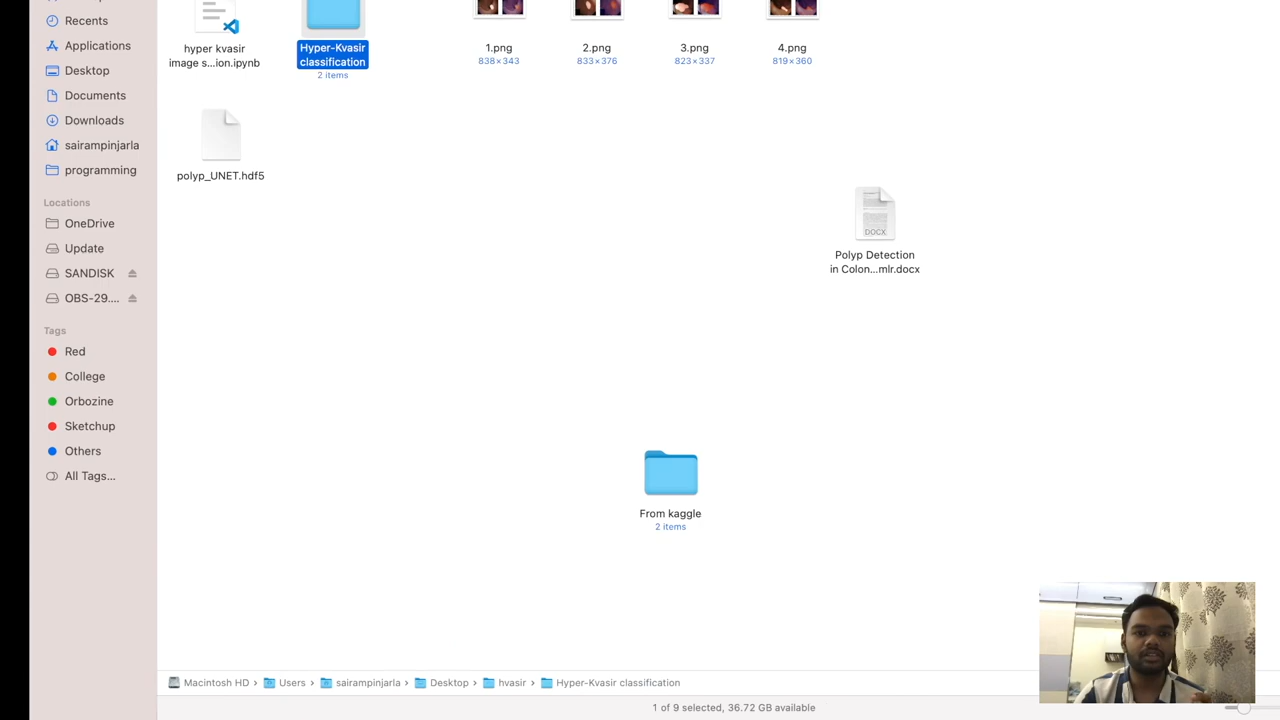 Recents
Applications
Desktop
Documents
Downloads
sairampinjarla
programming
Locations
OneDrive
Update
SANDISK
OBS-29....
Tags
Red
College
Orbozine
Sketchup
Others
All Tags...
hyper kvasir
image s...ion.ipynb
Hyper-Kvasir
classification
2 items
1.png
838×343
2.png
833×376
3.png
823×337
4.png
819×360
polyp_UNET.hdf5
DOCX
Polyp Detection
in Colon...mlr.docx
From kaggle
2 items
Macintosh HD › Users › sairampinjarla › Desktop › hvasir › Hyper-Kvasir classification
1 of 9 selected, 36.72 GB available